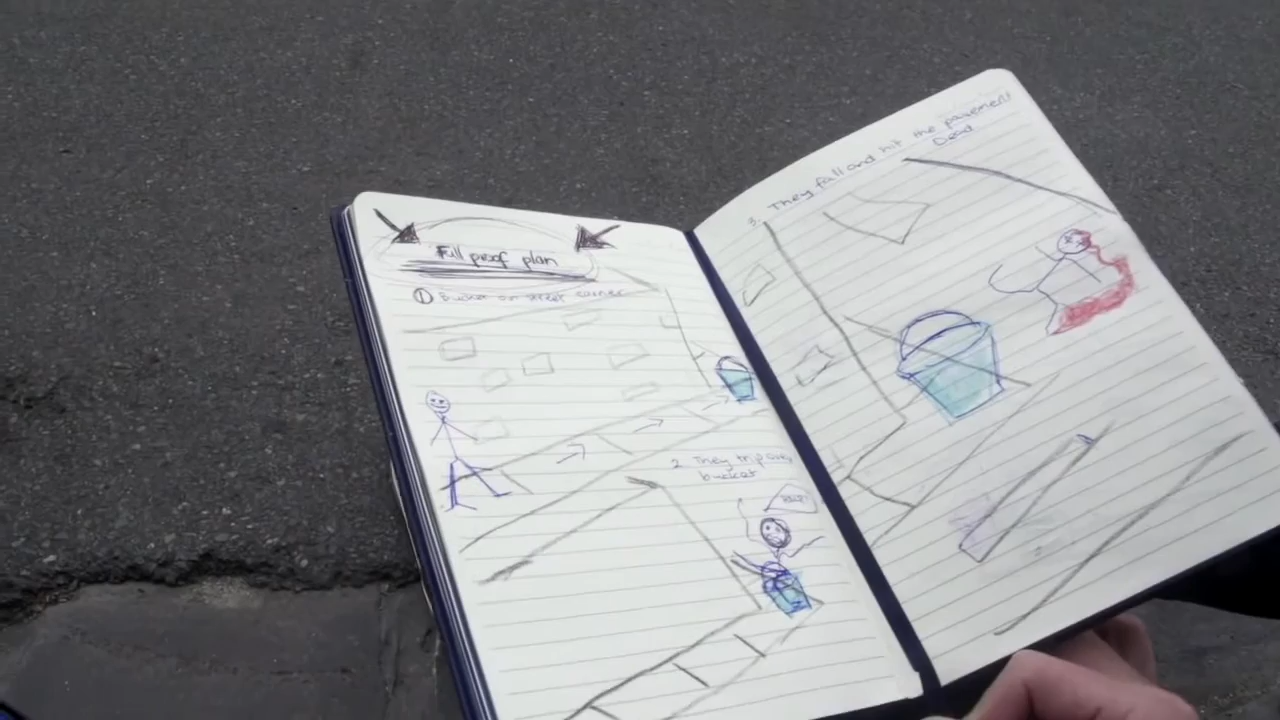 Full proof plan
1 Bucket on street corner
2. They trip over
bucket
3. They fall and hit the pavement
Dead